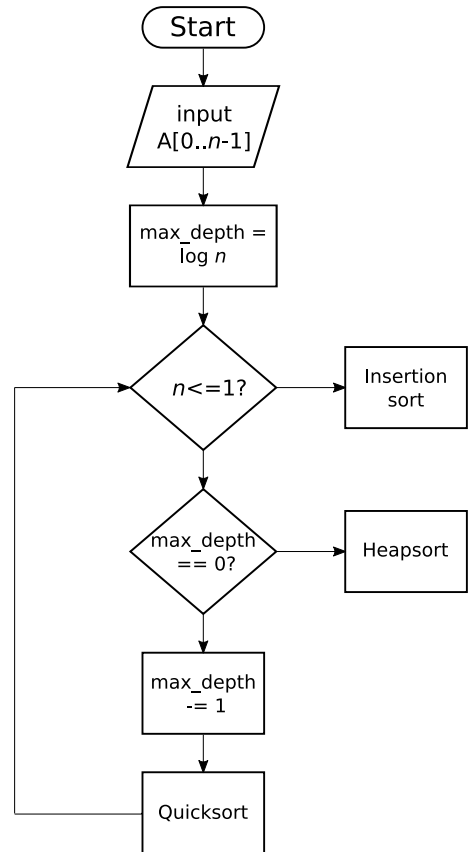 Start
input
A[0..n-1]
max_depth =
log n
n<=1?
Insertion
sort
max_depth
== 0?
Heapsort
max_depth
-= 1
Quicksort